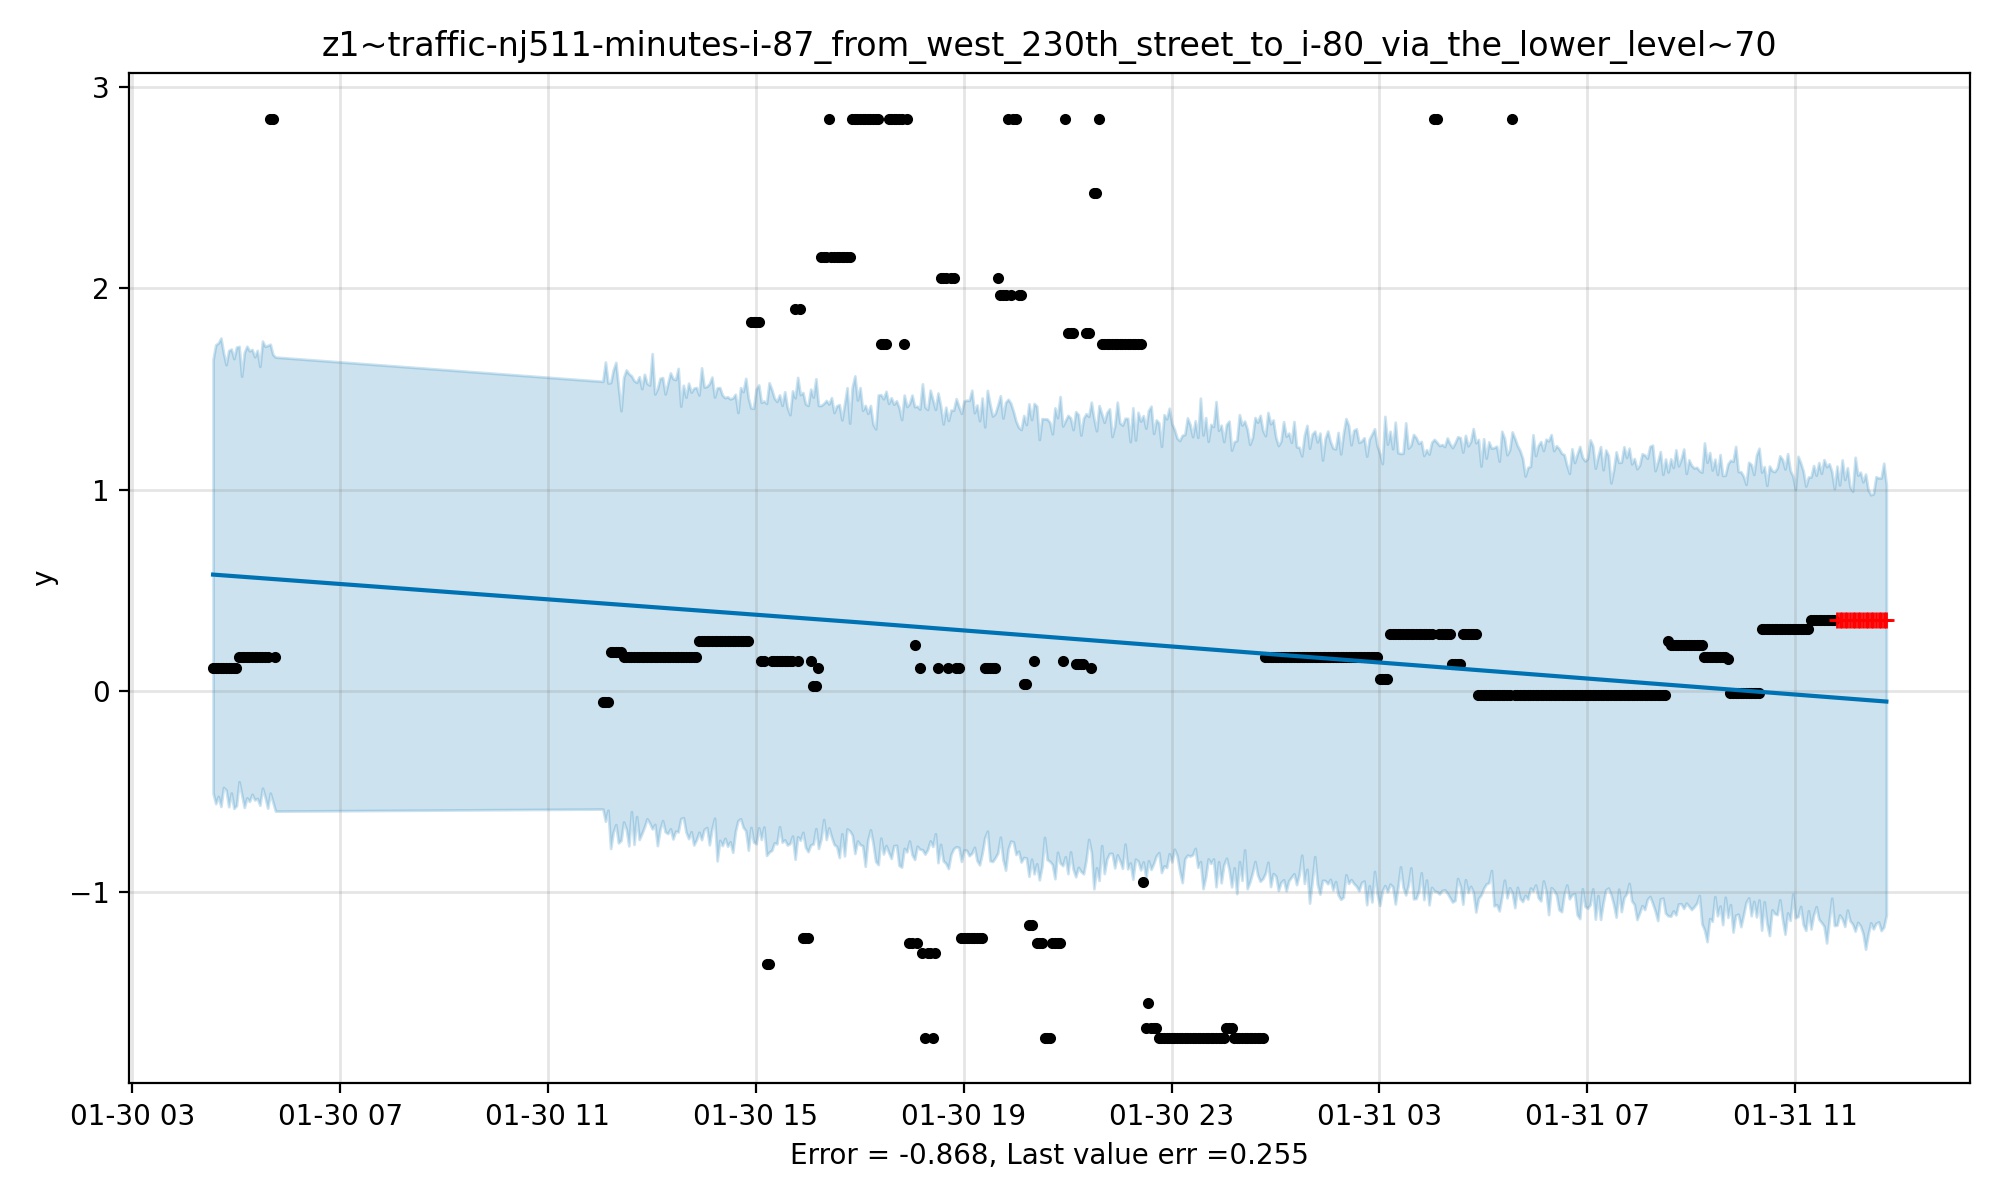 z1~traffic-nj511-minutes-i-87_from_west_230th_street_to_i-80_via_the_lower_level~70
3
2
1
0
−1
y
01-30 03 01-30 07 01-30 11 01-30 15 01-30 19 01-30 23 01-31 03 01-31 07 01-31 11
Error = -0.868, Last value err =0.255